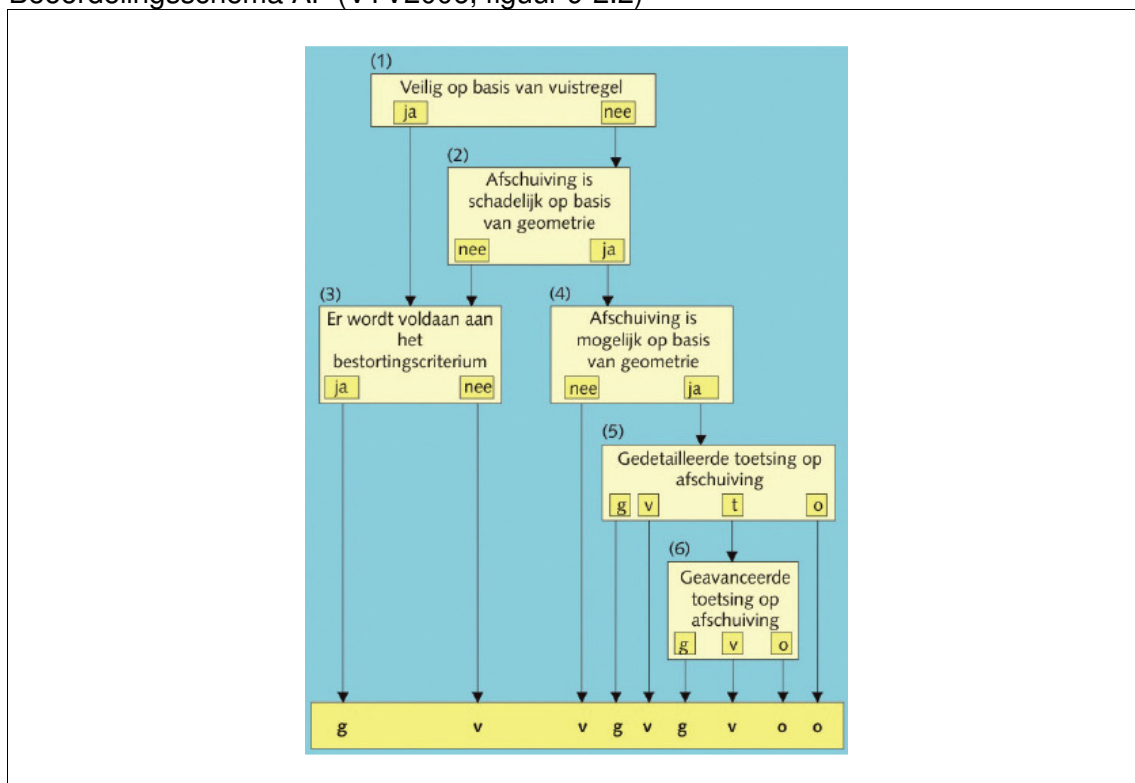 (1)
Veilig op basis van vuistregel
ja nee
(2)
Afschuiving is
schadelijk op basis
van geometrie
nee ja
(3)
Er wordt voldaan aan
het
bestortingscriterium
ja nee
(4)
Afschuiving is
mogelijk op basis
van geometrie
nee ja
(5)
Gedetailleerde toetsing op
afschuiving
g v t o
(6)
Geavanceerde
toetsing op
afschuiving
g v o
g v v g v g v o o